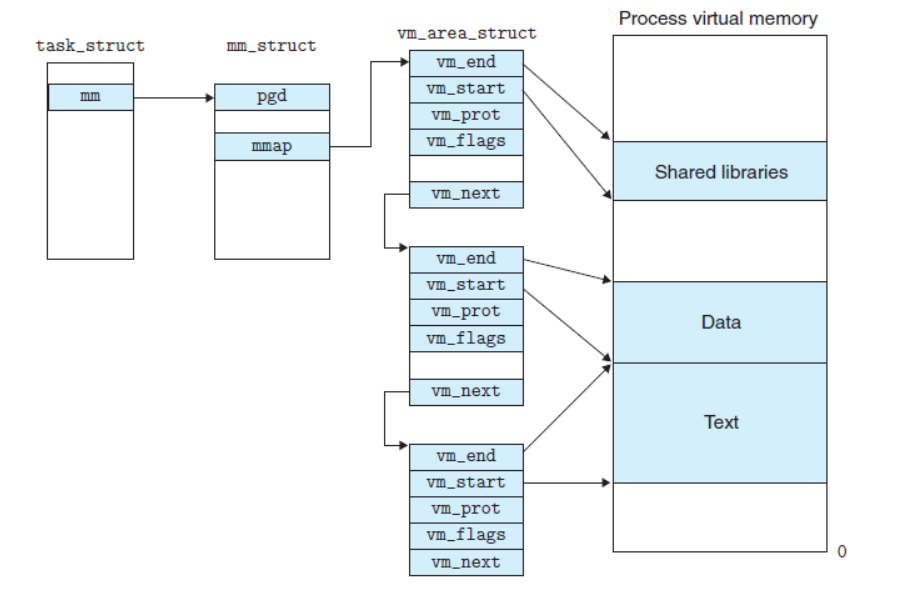 task_struct
mm
mm_struct
pgd
mmap
vm_area_struct
vm_end
vm_start
vm_prot
vm_flags
vm_next
vm_end
vm_start
vm_prot
vm_flags
vm_next
vm_end
vm_start
vm_prot
vm_flags
vm_next
Process virtual memory
Shared libraries
Data
Text
0